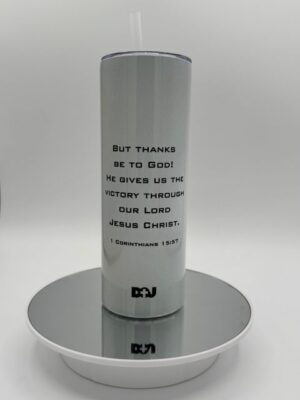 But thanks
be to God!
He gives us the
victory through
our Lord
Jesus Christ.
1 Corinthians 15:57
D+J